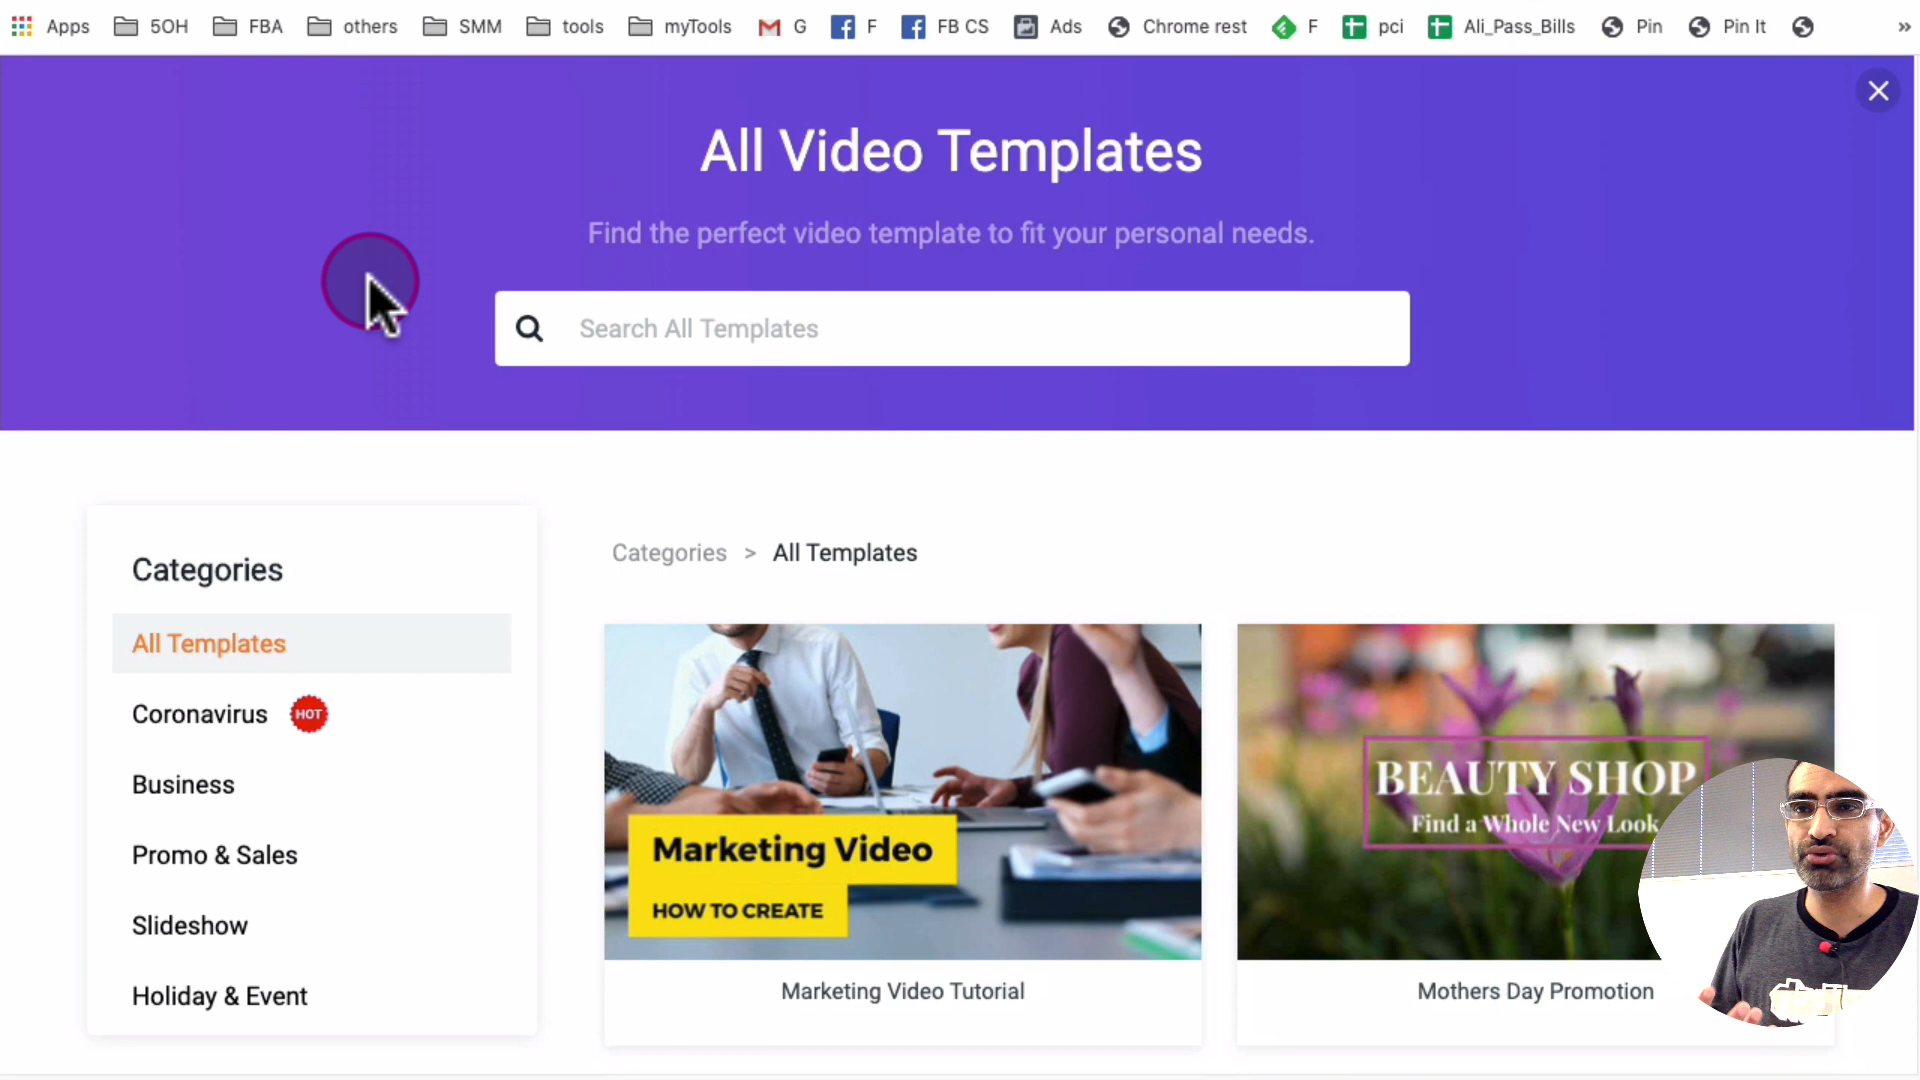 Apps 5OH FBA others SMM tools myTools G F FB CS Ads Chrome rest F pci Ali_Pass_Bills Pin Pin It »
All Video Templates
Find the perfect video template to fit your personal needs.
Search All Templates
Categories
All Templates
Coronavirus HOT
Business
Promo & Sales
Slideshow
Holiday & Event
Categories > All Templates
Marketing Video
HOW TO CREATE
Marketing Video Tutorial
BEAUTY SHOP
Find a Whole New Look
Mothers Day Promotion